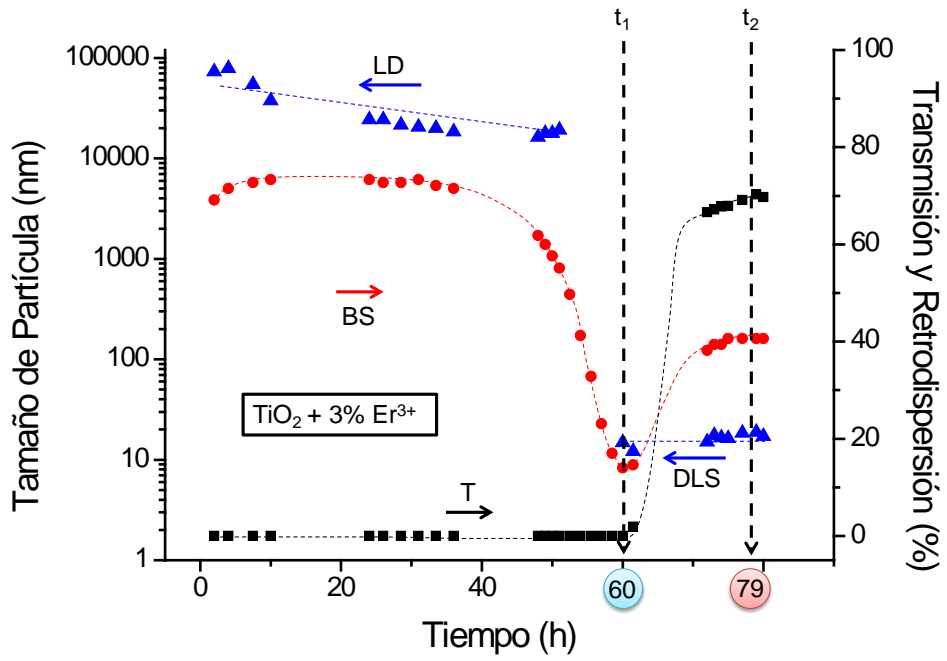 t₁
t₂
100000
10000
1000
100
10
1
Tamaño de Partícula (nm)
LD
BS
TiO₂ + 3% Er³⁺
T
DLS
100
80
60
40
20
0
Transmisión y Retrodispersión (%)
0
20
40
60
79
Tiempo (h)